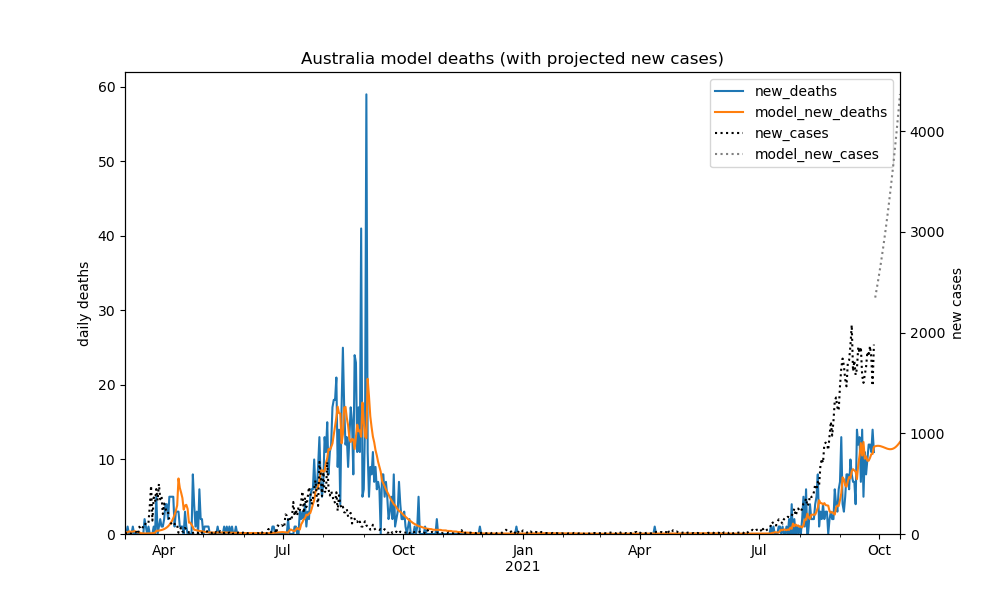 Australia model deaths (with projected new cases)
new_deaths
model_new_deaths
new_cases
model_new_cases
60
50
40
30
20
10
0
daily deaths
4000
3000
2000
1000
0
new cases
Apr
Jul
Oct
Jan
2021
Apr
Jul
Oct